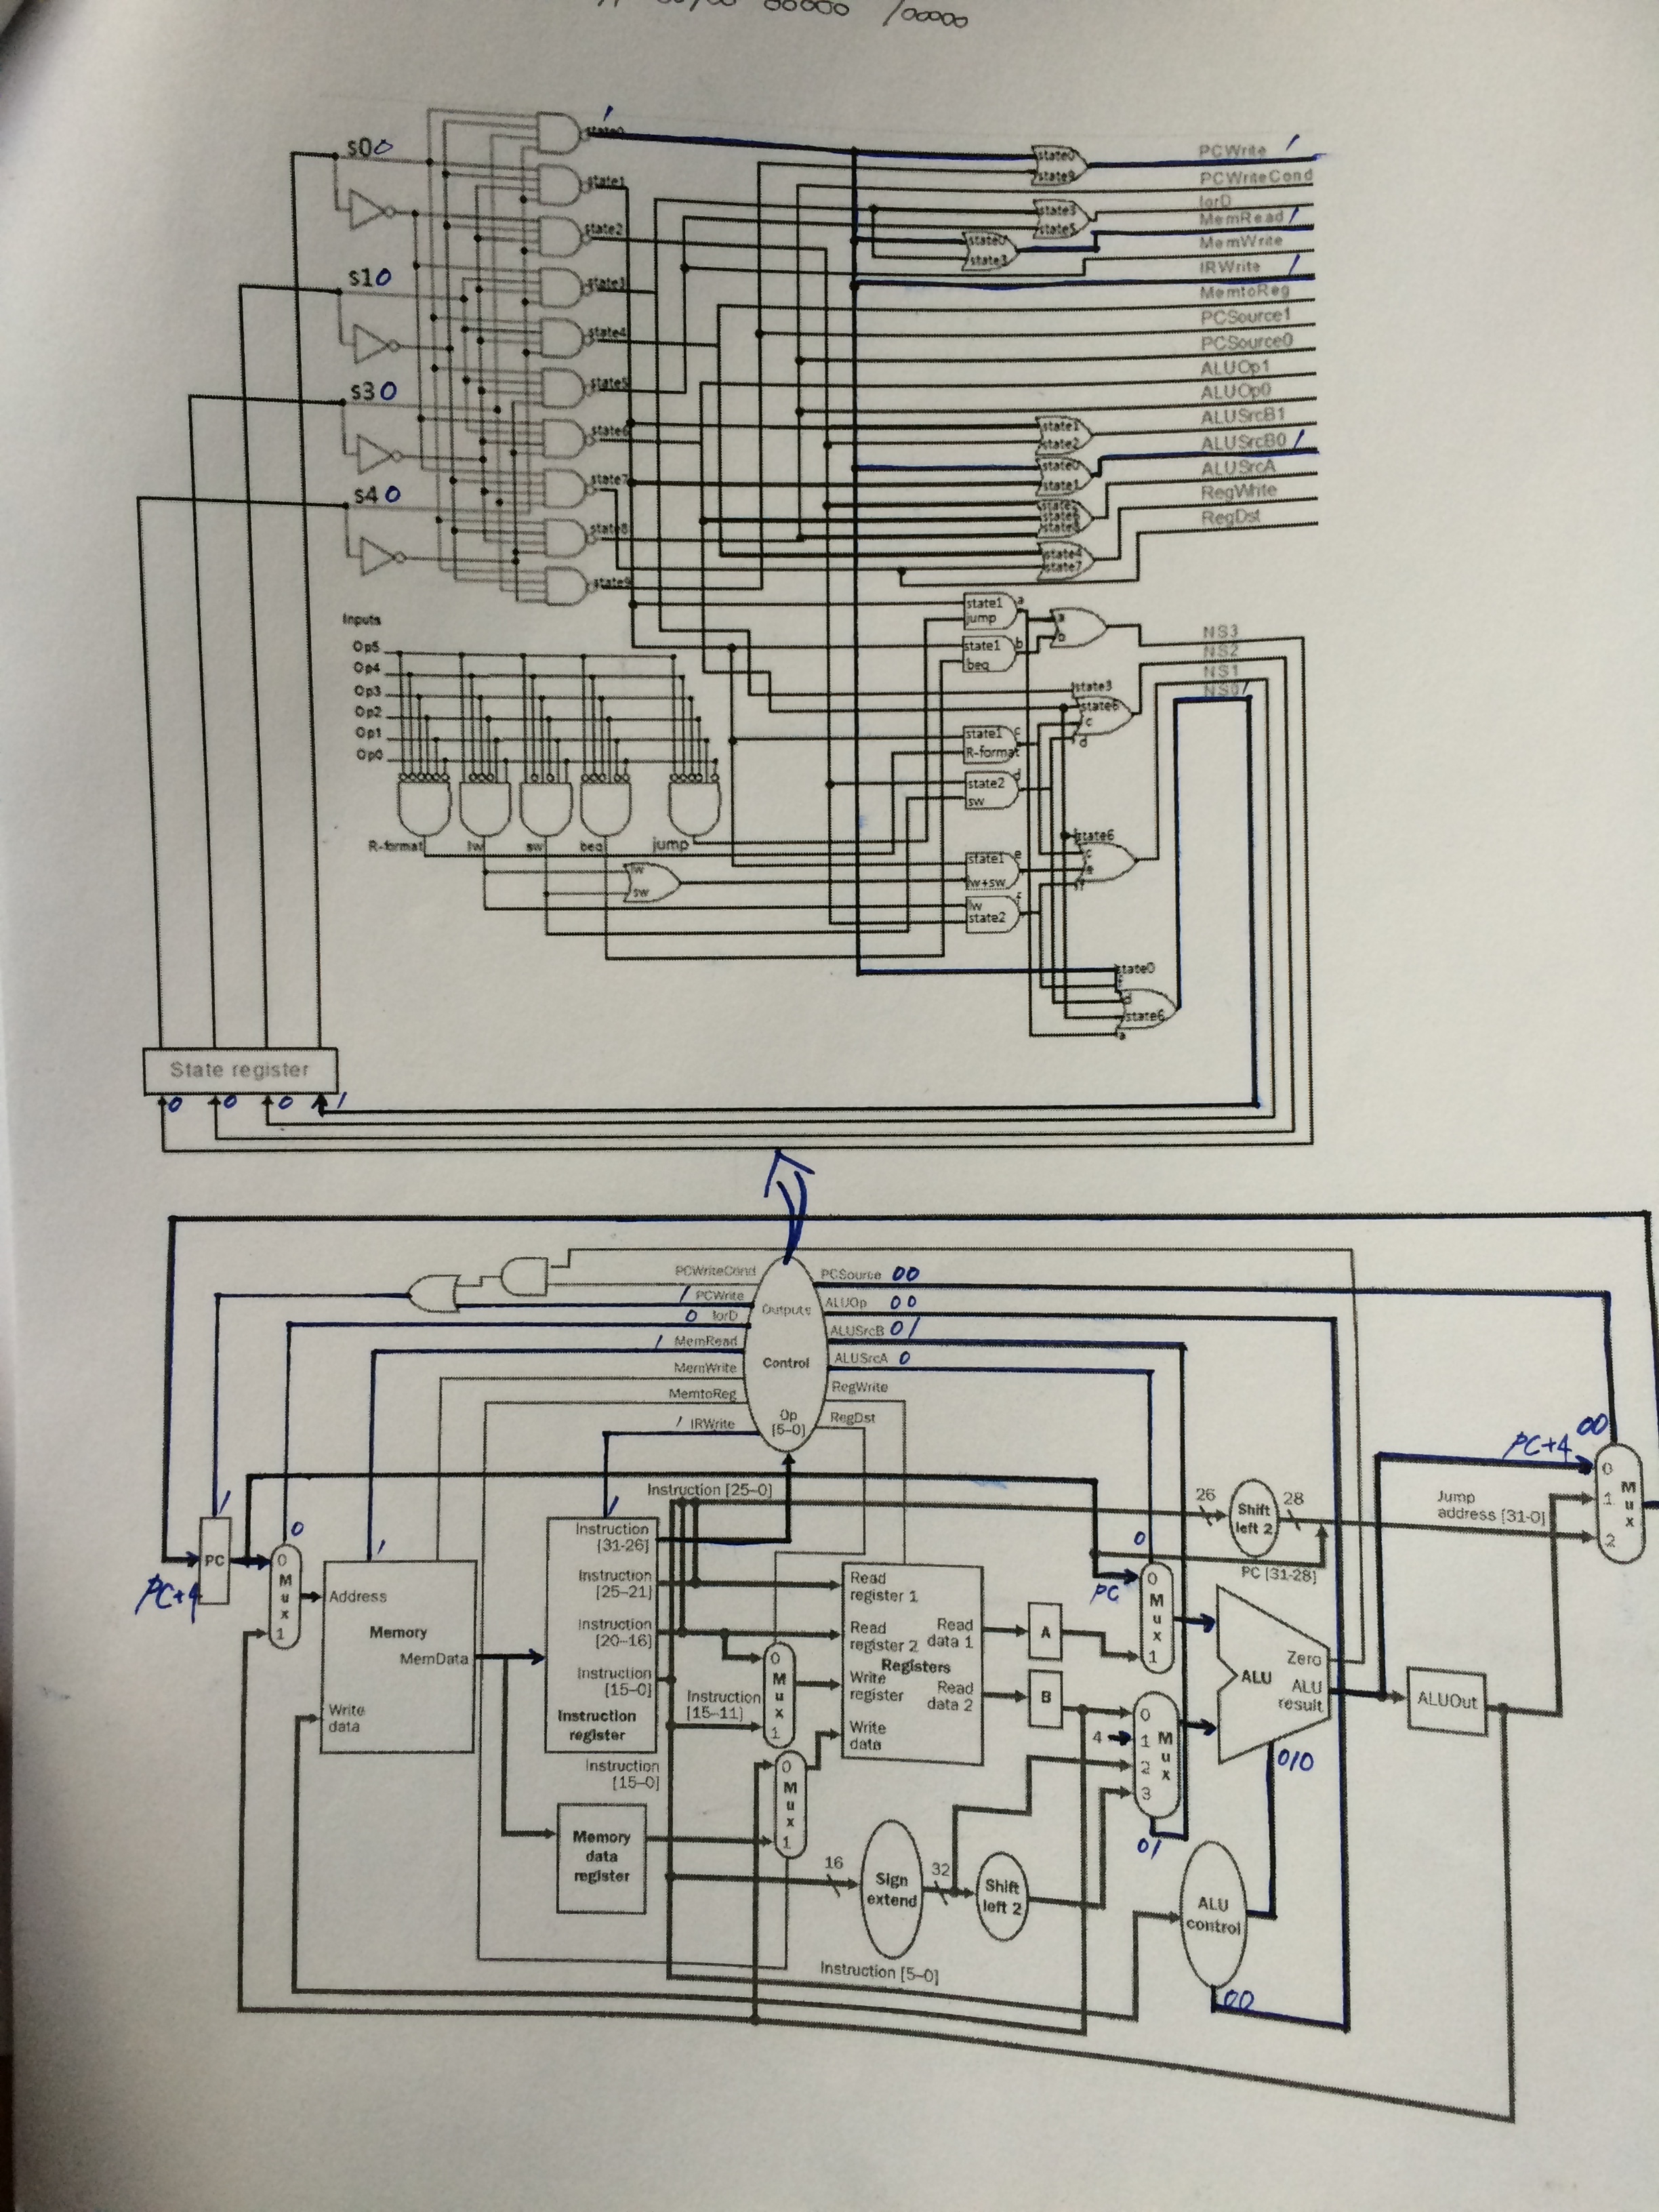 00000 /0000
s0 0
s1 0
s3 0
s4 0
1
state0
state1
state2
state3
state4
state5
state6
state7
state8
state9
state0
state9
state3
state5
state0
state3
state1
state2
state0
state1
state6
state8
state4
state7
PCWrite 1
PCWriteCond
IorD
MemRead 1
MemWrite
IRWrite 1
MemtoReg
PCSource1
PCSource0
ALUOp1
ALUOp0
ALUSrcB1
ALUSrcB0 1
ALUSrcA
RegWrite
RegDst
Inputs
Op5
Op4
Op3
Op2
Op1
Op0
R-format
lw
sw
beq
jump
lw
sw
state1 a
jump
state1 b
beq
state1 c
R-format
state2 d
sw
state1 e
lw+sw
lw f
state2
a
b
state3
state6
c
d
state6
c
e
f
state0
f
d
state6
a
NS3
NS2
NS1
NS0 1
State register
0 0 0 1
PCWriteCond
1 PCWrite
0 IorD
1 MemRead
MemWrite
MemtoReg
1 IRWrite
Outputs
Control
Op
[5–0]
PCSource 00
ALUOp 00
ALUSrcB 01
ALUSrcA 0
RegWrite
RegDst
1
PC
PC+4
0
0
M
u
x
1
1
Address
Memory
MemData
Write
data
1
Instruction [25–0]
Instruction
[31-26]
Instruction
[25–21]
Instruction
[20–16]
Instruction
[15–0]
Instruction
register
Instruction
[15–0]
Memory
data
register
Instruction
[15–11]
0
M
u
x
1
0
M
u
x
1
Read
register 1
Read
register 2
Registers
Write
register
Write
data
Read
data 1
Read
data 2
A
B
26
Shift
left 2
28
Jump
address [31-0]
PC [31-28]
0
PC
0
M
u
x
1
4
0
1
2
3
M
u
x
01
Zero
ALU
ALU
result
010
ALUOut
PC+4
00
0
1
2
M
u
x
16
Sign
extend
32
Shift
left 2
ALU
control
00
Instruction [5–0]